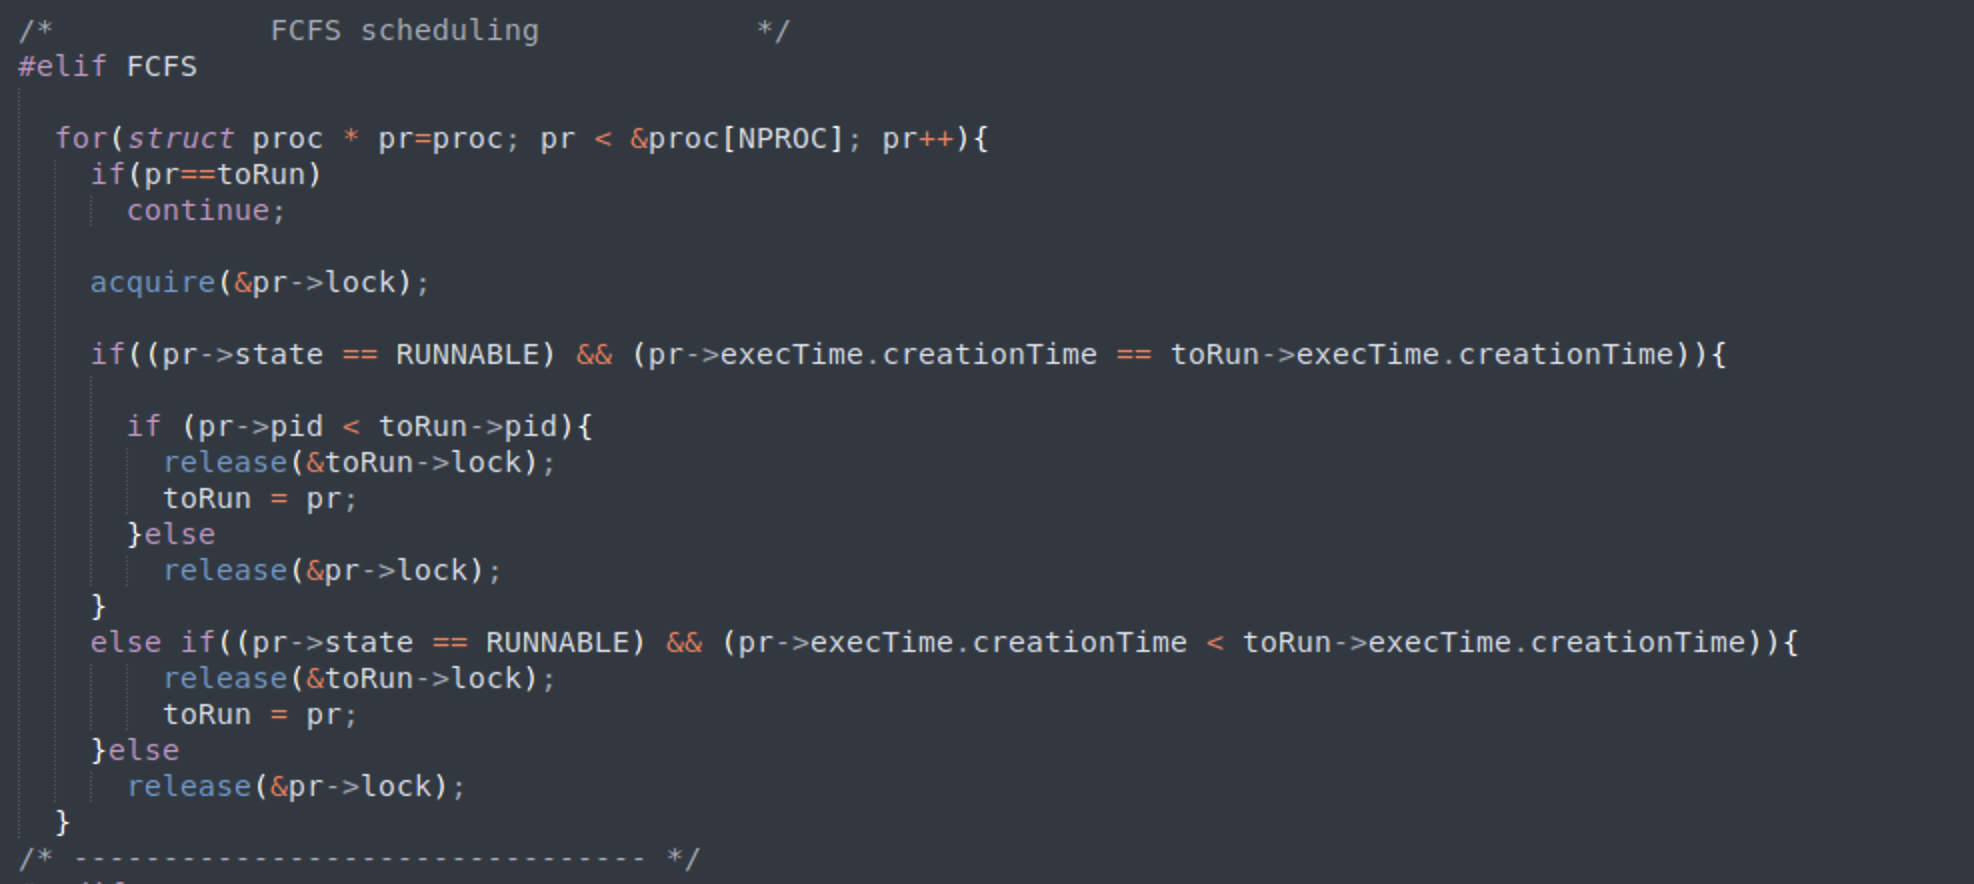 /*            FCFS scheduling            */
#elif FCFS
  for(struct proc * pr=proc; pr < &proc[NPROC]; pr++){
    if(pr==toRun)
      continue;
    acquire(&pr->lock);
    if((pr->state == RUNNABLE) && (pr->execTime.creationTime == toRun->execTime.creationTime)){
      if (pr->pid < toRun->pid){
        release(&toRun->lock);
        toRun = pr;
      }else
        release(&pr->lock);
    }
    else if((pr->state == RUNNABLE) && (pr->execTime.creationTime < toRun->execTime.creationTime)){
        release(&toRun->lock);
        toRun = pr;
    }else
      release(&pr->lock);
  }
/* -------------------------------- */